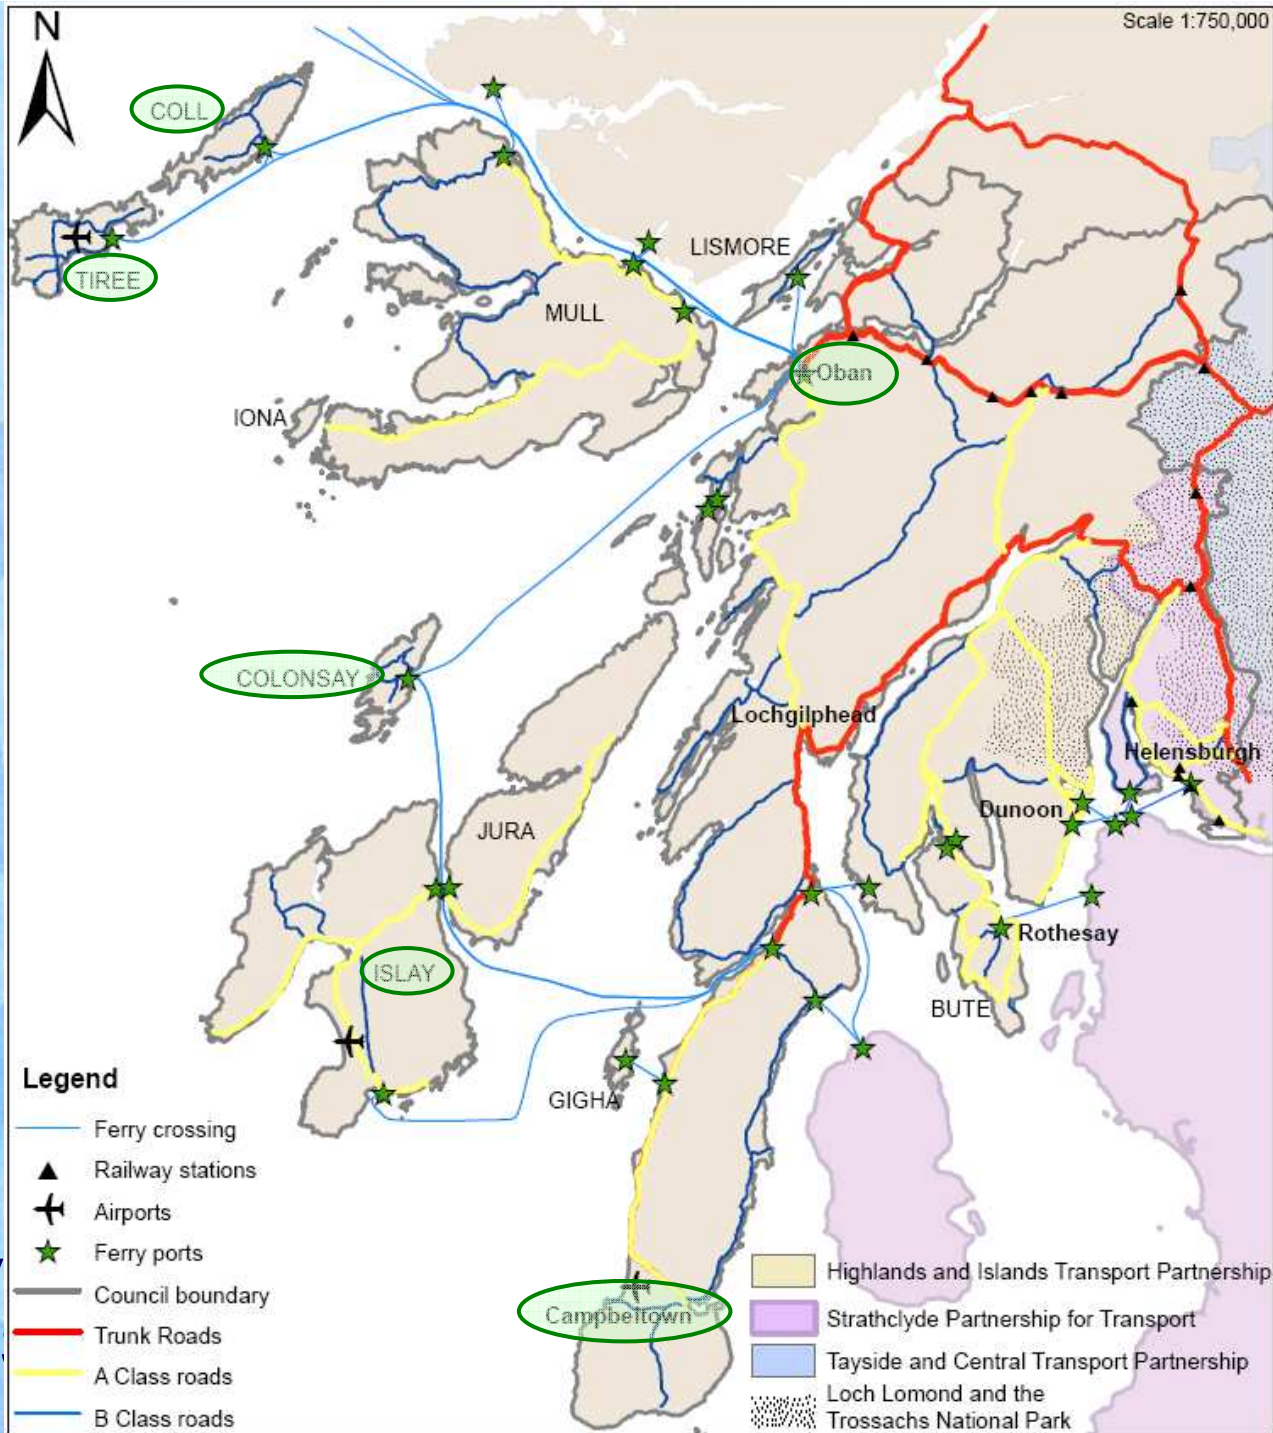 Scale 1:750,000
N
COLL
LISMORE
TIREE
MULL
Oban
IONA
COLONSAY
Lochgilphead
Helensburgh
Dunoon
JURA
Rothesay
ISLAY
BUTE
GIGHA
Campbeltown
Legend
Ferry crossing
Railway stations
Airports
Ferry ports
Council boundary
Trunk Roads
A Class roads
B Class roads
Highlands and Islands Transport Partnership
Strathclyde Partnership for Transport
Tayside and Central Transport Partnership
Loch Lomond and the
Trossachs National Park